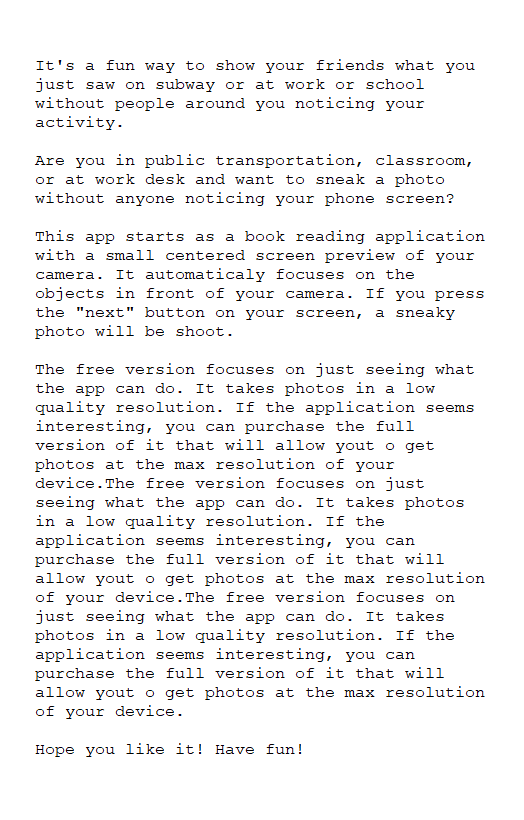 It's a fun way to show your friends what you
just saw on subway or at work or school
without people around you noticing your
activity.
Are you in public transportation, classroom,
or at work desk and want to sneak a photo
without anyone noticing your phone screen?
This app starts as a book reading application
with a small centered screen preview of your
camera. It automaticaly focuses on the
objects in front of your camera. If you press
the "next" button on your screen, a sneaky
photo will be shoot.
The free version focuses on just seeing what
the app can do. It takes photos in a low
quality resolution. If the application seems
interesting, you can purchase the full
version of it that will allow yout o get
photos at the max resolution of your
device.The free version focuses on just
seeing what the app can do. It takes photos
in a low quality resolution. If the
application seems interesting, you can
purchase the full version of it that will
allow yout o get photos at the max resolution
of your device.The free version focuses on
just seeing what the app can do. It takes
photos in a low quality resolution. If the
application seems interesting, you can
purchase the full version of it that will
allow yout o get photos at the max resolution
of your device.
Hope you like it! Have fun!